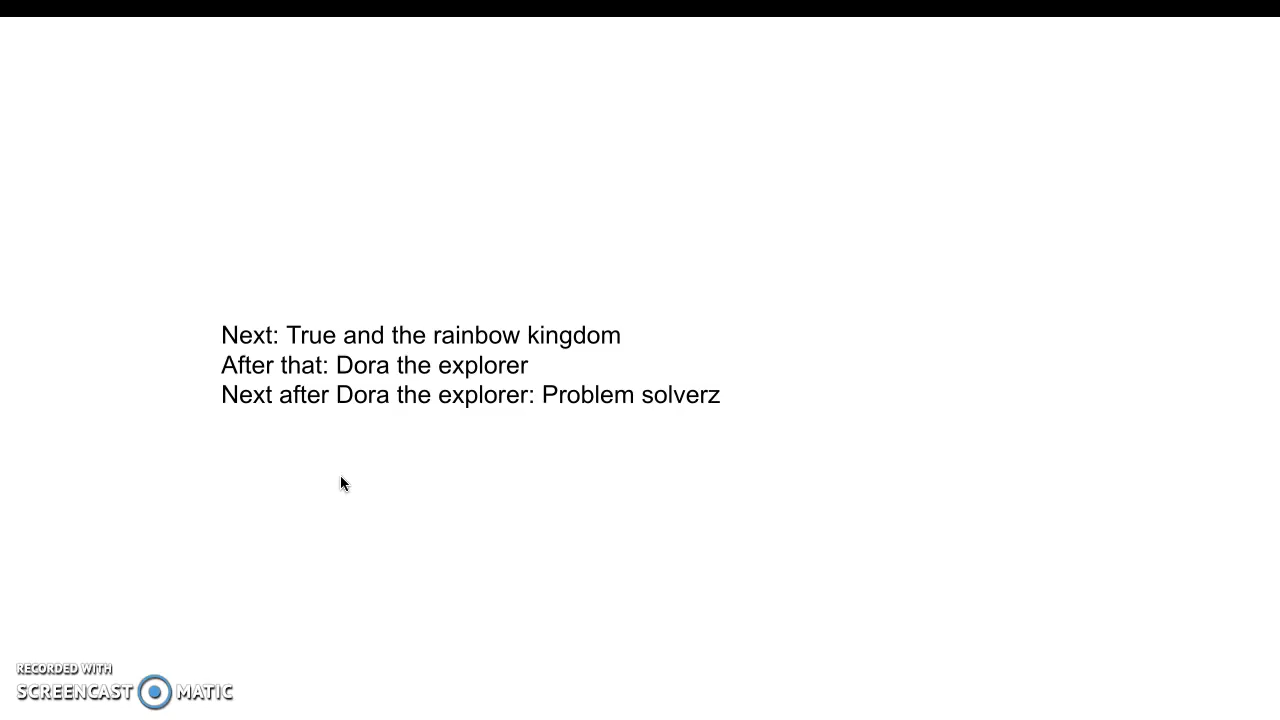 Next: True and the rainbow kingdom
After that: Dora the explorer
Next after Dora the explorer: Problem solverz
RECORDED WITH
SCREENCAST MATIC